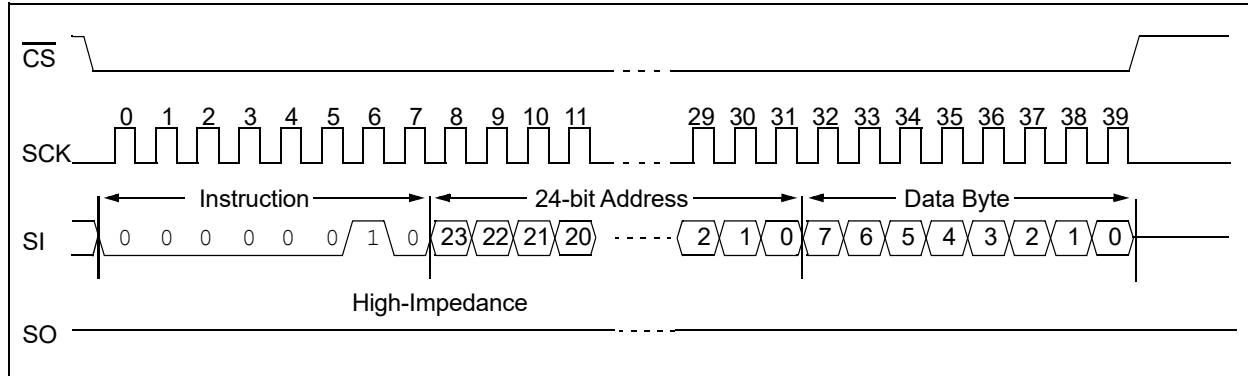 CS
0 1 2 3 4 5 6 7 8 9 10 11 29 30 31 32 33 34 35 36 37 38 39
SCK
Instruction 24-bit Address Data Byte
SI 0 0 0 0 0 0 1 0 23 22 21 20 2 1 0 7 6 5 4 3 2 1 0
High-Impedance
SO